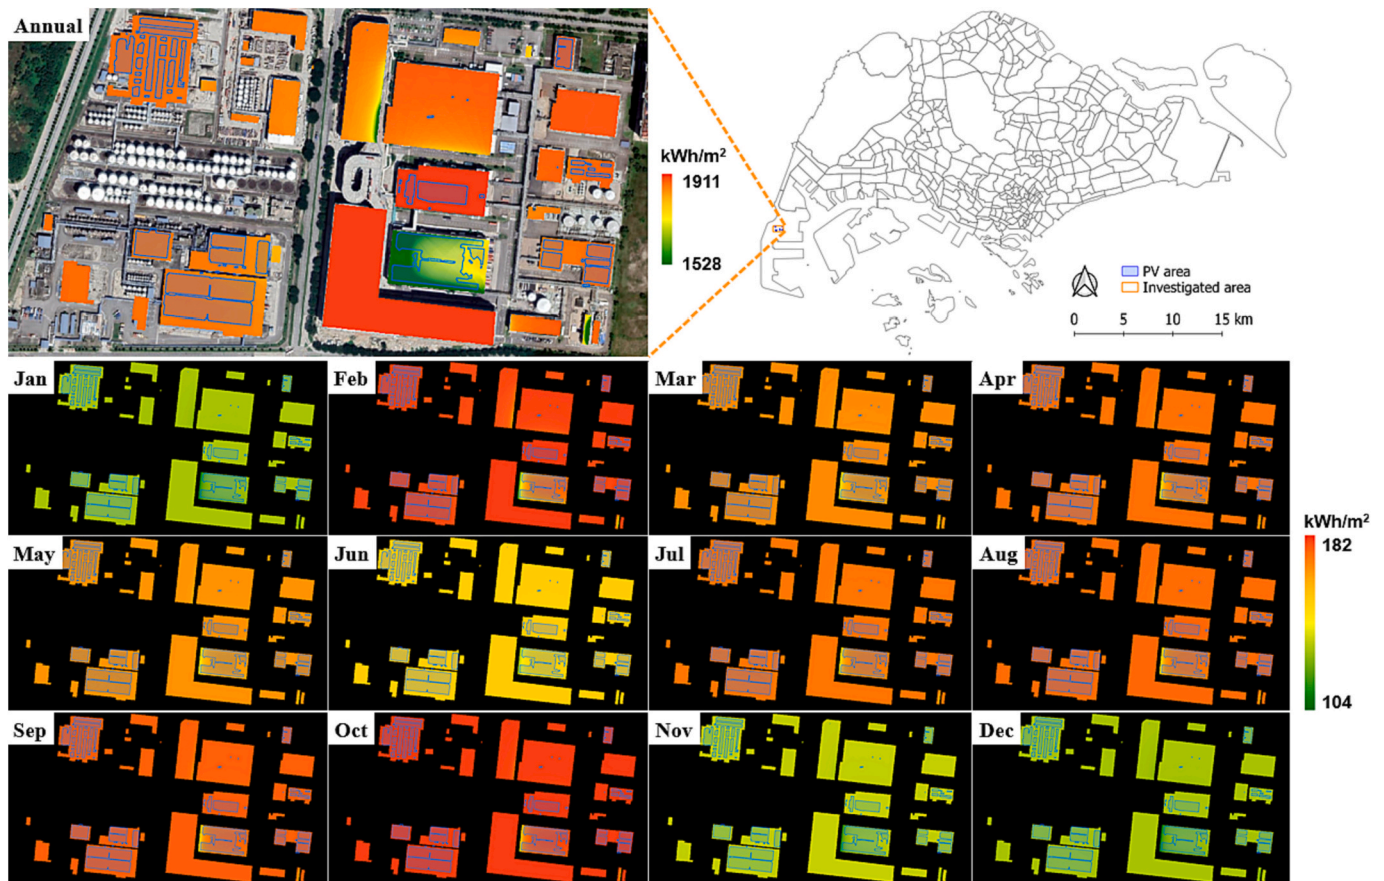 Annual
kWh/m²
1911
1528
PV area
Investigated area
0 5 10 15 km
Jan
Feb
Mar
Apr
May
Jun
Jul
Aug
Sep
Oct
Nov
Dec
kWh/m²
182
104